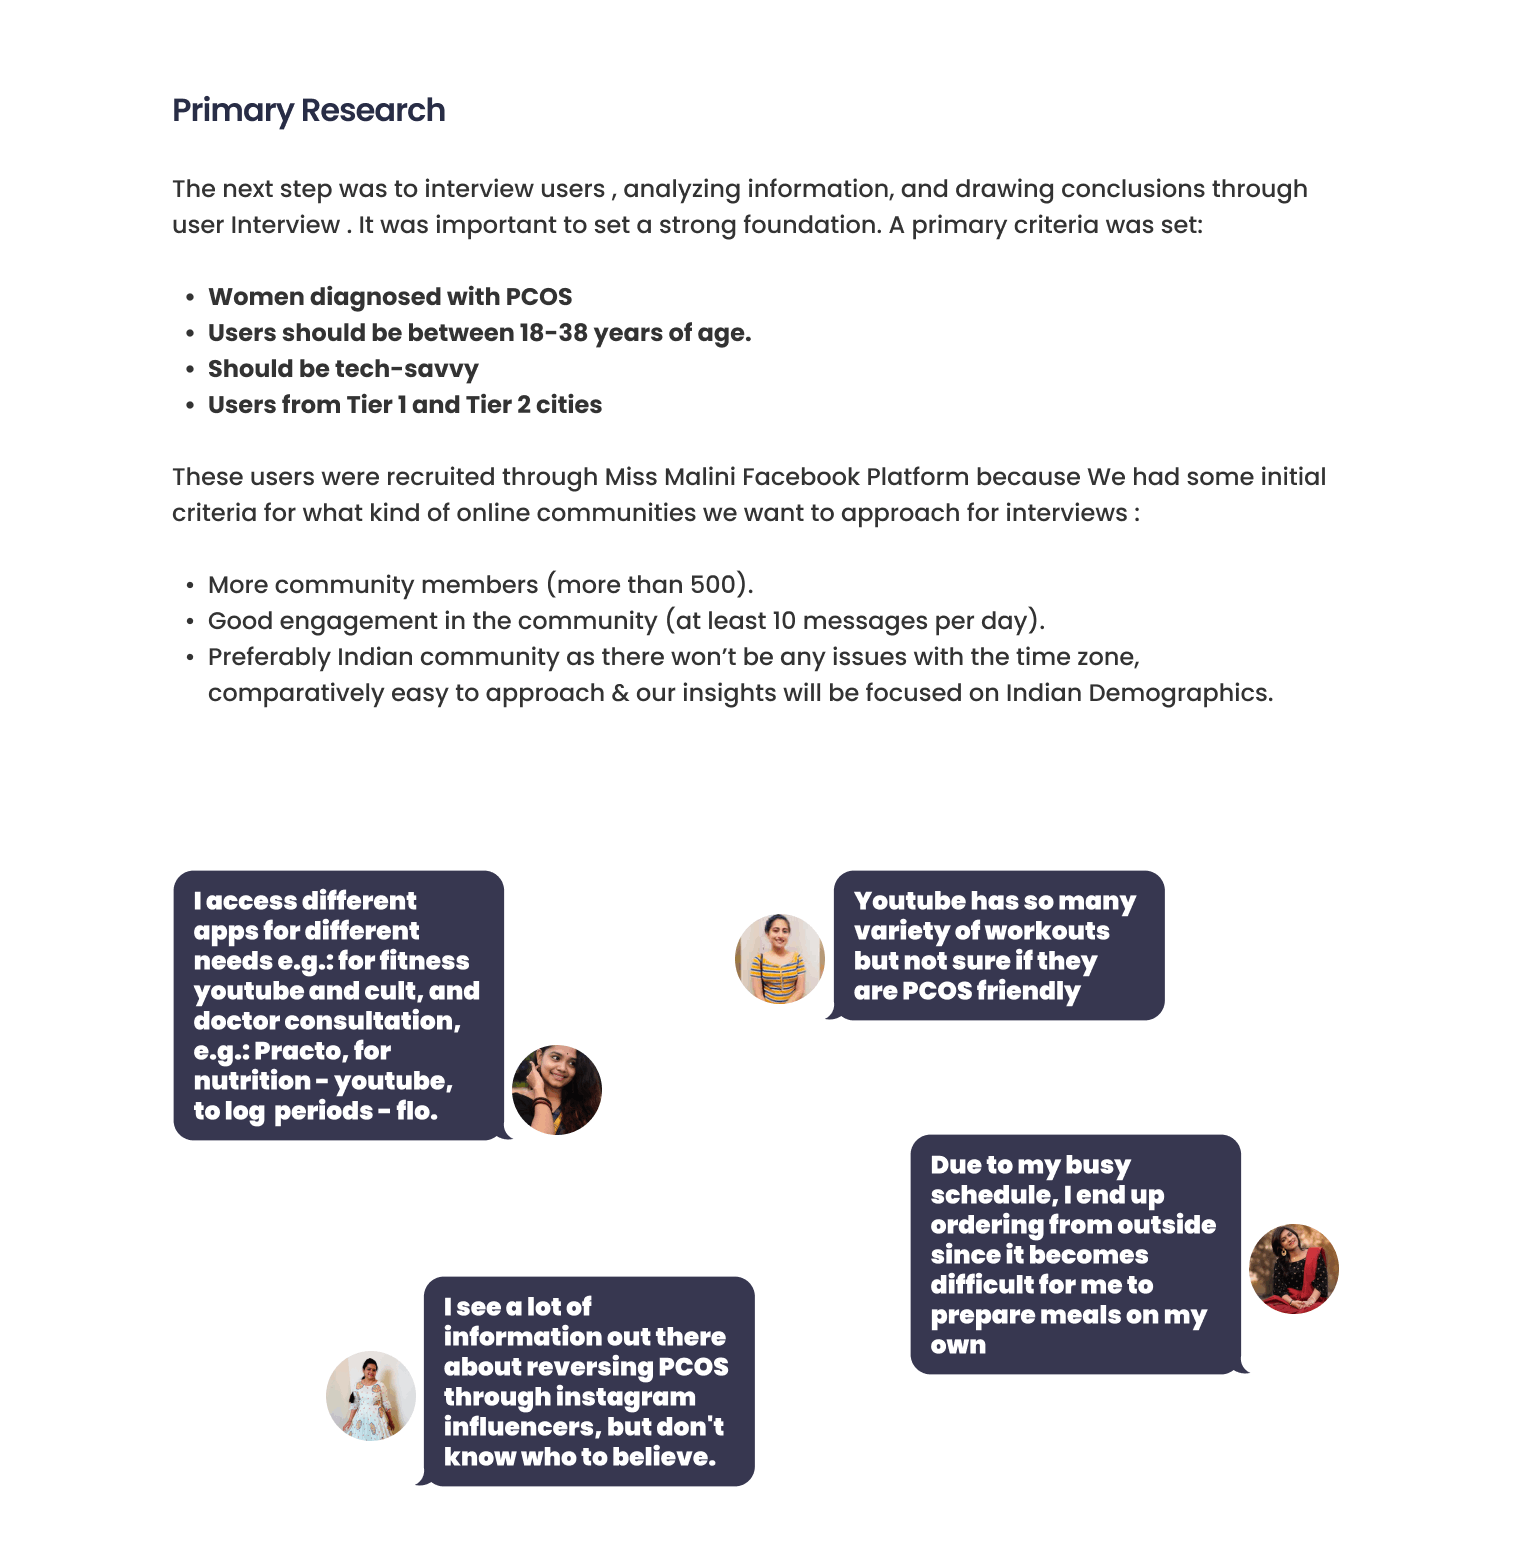 Primary Research
The next step was to interview users , analyzing information, and drawing conclusions through
user Interview . It was important to set a strong foundation. A primary criteria was set:
• Women diagnosed with PCOS
• Users should be between 18-38 years of age.
• Should be tech-savvy
• Users from Tier 1 and Tier 2 cities
These users were recruited through Miss Malini Facebook Platform because We had some initial
criteria for what kind of online communities we want to approach for interviews :
• More community members (more than 500).
• Good engagement in the community (at least 10 messages per day).
• Preferably Indian community as there won’t be any issues with the time zone,
comparatively easy to approach & our insights will be focused on Indian Demographics.
I access different
apps for different
needs e.g.: for fitness
youtube and cult, and
doctor consultation,
e.g.: Practo, for
nutrition - youtube,
to log periods - flo.
Youtube has so many
variety of workouts
but not sure if they
are PCOS friendly
Due to my busy
schedule, I end up
ordering from outside
since it becomes
difficult for me to
prepare meals on my
own
I see a lot of
information out there
about reversing PCOS
through instagram
influencers, but don't
know who to believe.